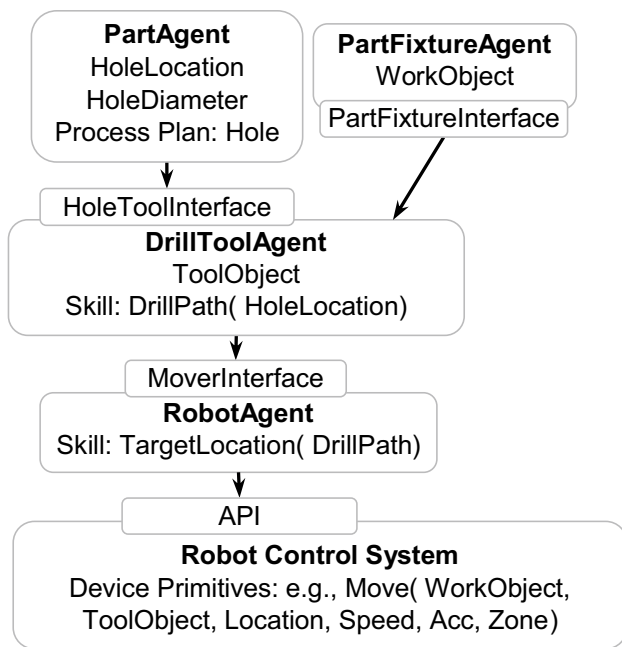 PartAgent
HoleLocation
HoleDiameter
Process Plan: Hole
PartFixtureAgent
WorkObject
PartFixtureInterface
HoleToolInterface
DrillToolAgent
ToolObject
Skill: DrillPath( HoleLocation)
MoverInterface
RobotAgent
Skill: TargetLocation( DrillPath)
API
Robot Control System
Device Primitives: e.g., Move( WorkObject,
ToolObject, Location, Speed, Acc, Zone)